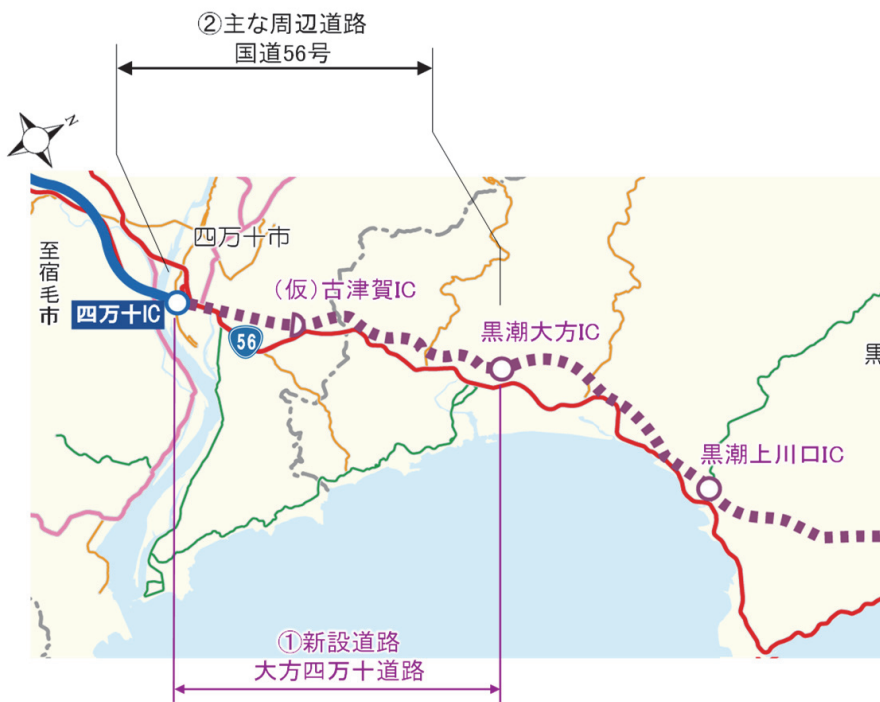 ②主な周辺道路
国道56号
N
四万十市
至宿毛市
(仮)古津賀IC
四万十IC
56
黒潮大方IC
黒
黒潮上川口IC
①新設道路
大方四万十道路